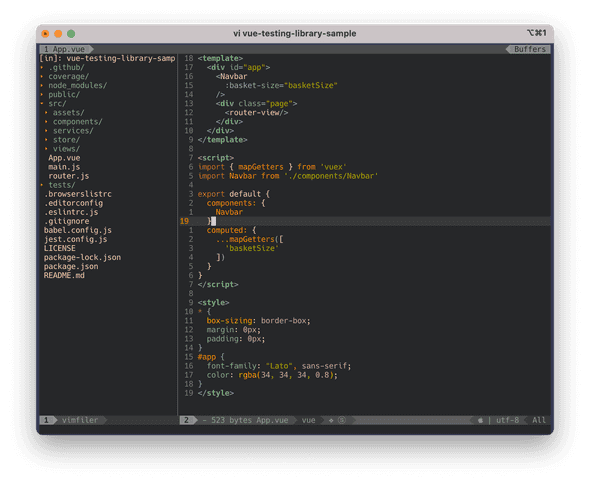 vi vue-testing-library-sample
⌥⌘1
1 App.vue
Buffers
[in]: vue-testing-library-samp
▸ .github/
▸ coverage/
▸ node_modules/
▸ public/
▾ src/
▸ assets/
▸ components/
▸ services/
▸ store/
▸ views/
App.vue
main.js
router.js
▸ tests/
.browserslistrc
.editorconfig
.eslintrc.js
.gitignore
babel.config.js
jest.config.js
LICENSE
package-lock.json
package.json
README.md
18 <template>
17   <div id="app">
16     <Navbar
15       :basket-size="basketSize"
14     />
13     <div class="page">
12       <router-view/>
11     </div>
10   </div>
9 </template>
8
7 <script>
6 import { mapGetters } from 'vuex'
5 import Navbar from './components/Navbar'
4
3 export default {
2   components: {
1     Navbar
19   },
1   computed: {
2     ...mapGetters([
3       'basketSize'
4     ])
5   }
6 }
7 </script>
8
9 <style>
10 * {
11   box-sizing: border-box;
12   margin: 0px;
13   padding: 0px;
14 }
15 #app {
16   font-family: "Lato", sans-serif;
17   color: rgba(34, 34, 34, 0.8);
18 }
19 </style>
1 vimfiler
2 - 523 bytes App.vue vue
| utf-8 All